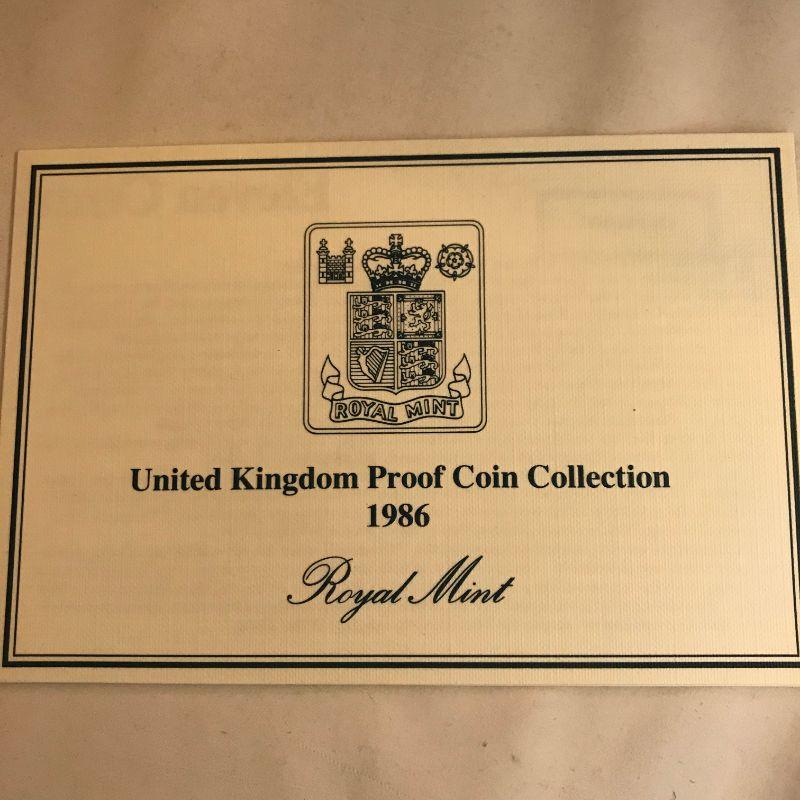 ROYAL MINT
United Kingdom Proof Coin Collection
1986
Royal Mint